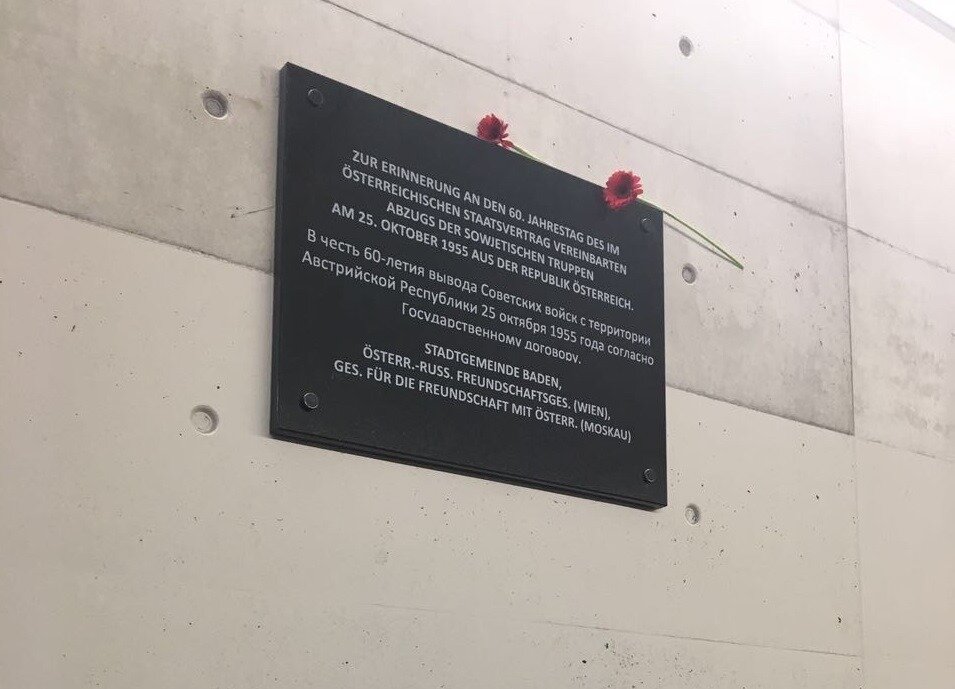 ZUR ERINNERUNG AN DEN 60. JAHRESTAG DES IM
ÖSTERREICHISCHEN STAATSVERTRAG VEREINBARTEN
ABZUGS DER SOWJETISCHEN TRUPPEN
AM 25. OKTOBER 1955 AUS DER REPUBLIK ÖSTERREICH.
В честь 60-летия вывода Советских войск с территории
Австрийской Республики 25 октября 1955 года согласно
Государственному договору.
STADTGEMEINDE BADEN,
ÖSTERR.-RUSS. FREUNDSCHAFTSGES. (WIEN),
GES. FÜR DIE FREUNDSCHAFT MIT ÖSTERR. (MOSKAU)